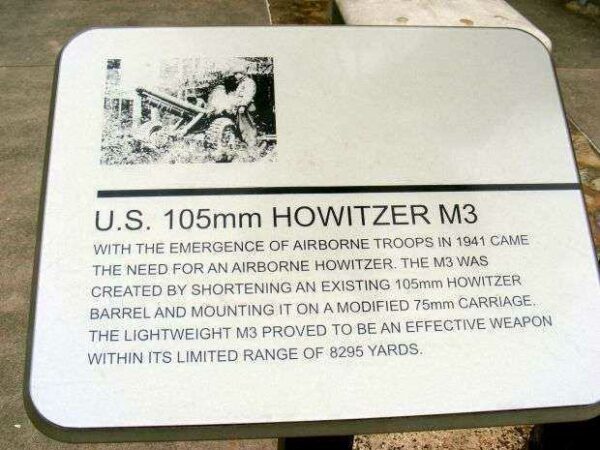 U.S. 105mm HOWITZER M3
WITH THE EMERGENCE OF AIRBORNE TROOPS IN 1941 CAME
THE NEED FOR AN AIRBORNE HOWITZER. THE M3 WAS
CREATED BY SHORTENING AN EXISTING 105mm HOWITZER
BARREL AND MOUNTING IT ON A MODIFIED 75mm CARRIAGE.
THE LIGHTWEIGHT M3 PROVED TO BE AN EFFECTIVE WEAPON
WITHIN ITS LIMITED RANGE OF 8295 YARDS.